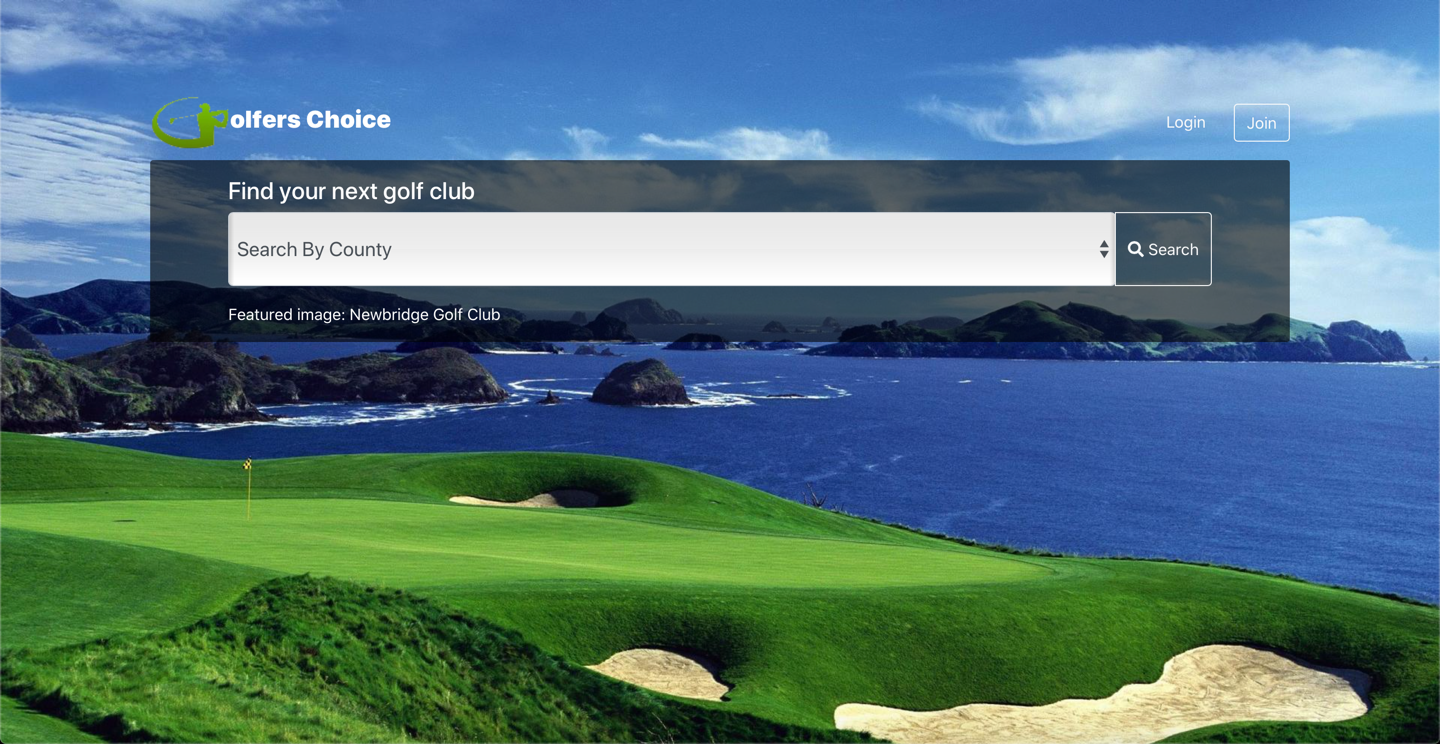 olfers Choice
Login
Join
Find your next golf club
Search By County
Search
Featured image: Newbridge Golf Club